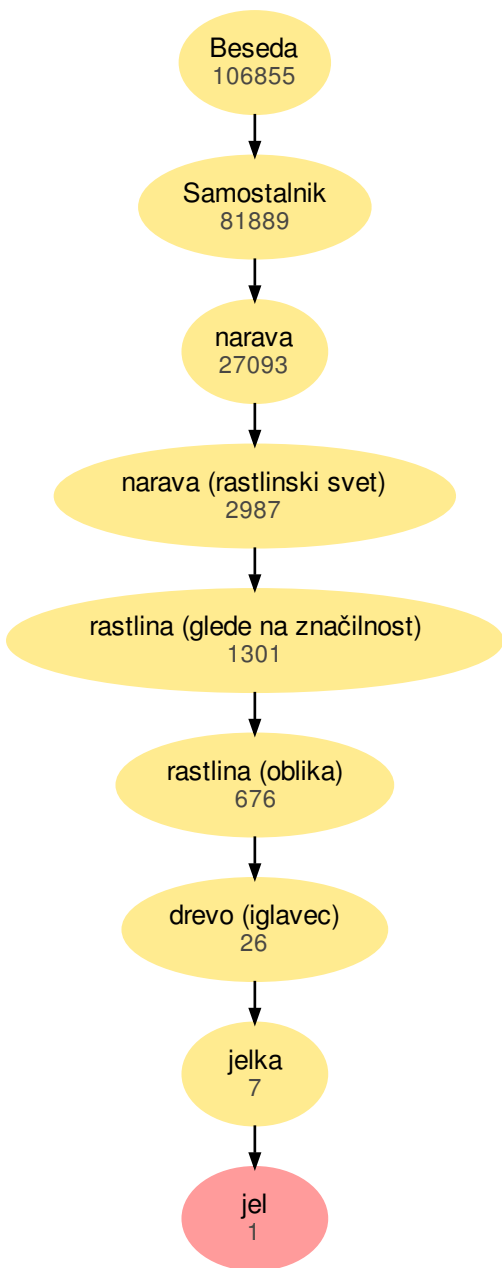 Beseda
106855
Samostalnik
81889
narava
27093
narava (rastlinski svet)
2987
rastlina (glede na značilnost)
1301
rastlina (oblika)
676
drevo (iglavec)
26
jelka
7
jel
1